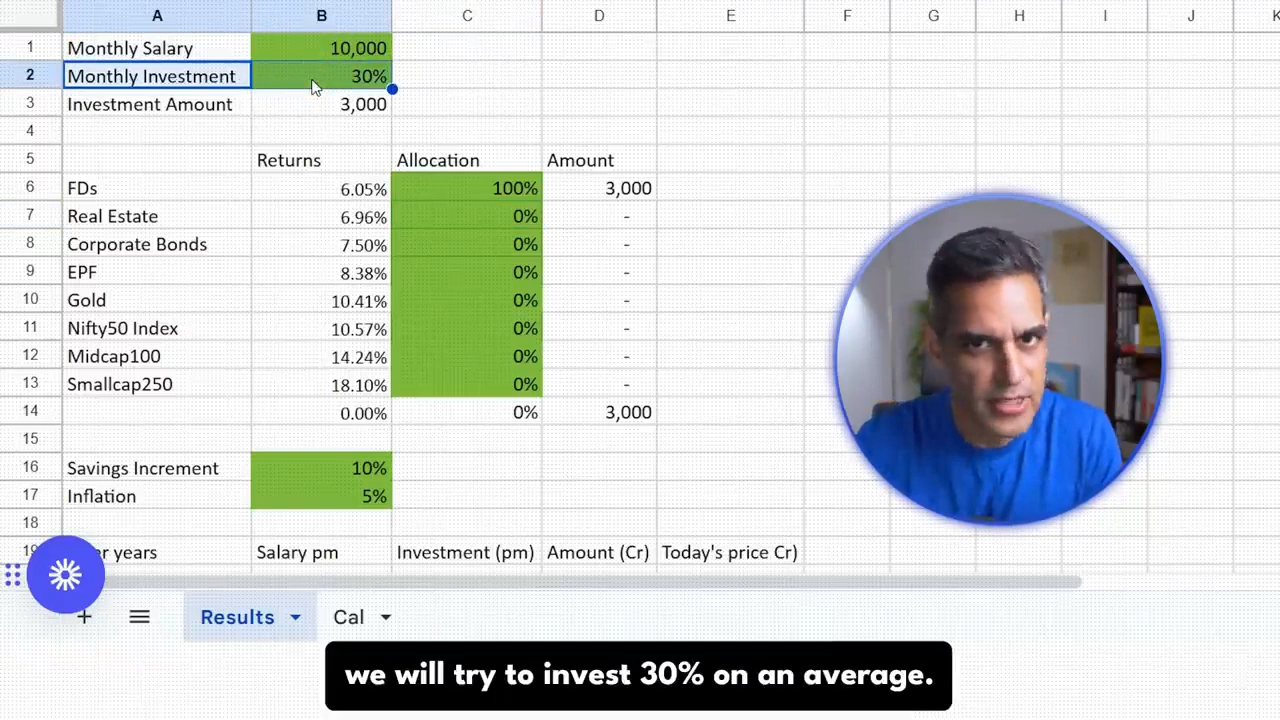 A B C D E F G H I J K
1 Monthly Salary 10,000
2 Monthly Investment 30%
3 Investment Amount 3,000
4
5 Returns Allocation Amount
6 FDs 6.05% 100% 3,000
7 Real Estate 6.96% 0% -
8 Corporate Bonds 7.50% 0% -
9 EPF 8.38% 0% -
10 Gold 10.41% 0% -
11 Nifty50 Index 10.57% 0% -
12 Midcap100 14.24% 0% -
13 Smallcap250 18.10% 0% -
14 0.00% 0% 3,000
15
16 Savings Increment 10%
17 Inflation 5%
18
19 years Salary pm Investment (pm) Amount (Cr) Today's price Cr)
+ Results Cal
we will try to invest 30% on an average.